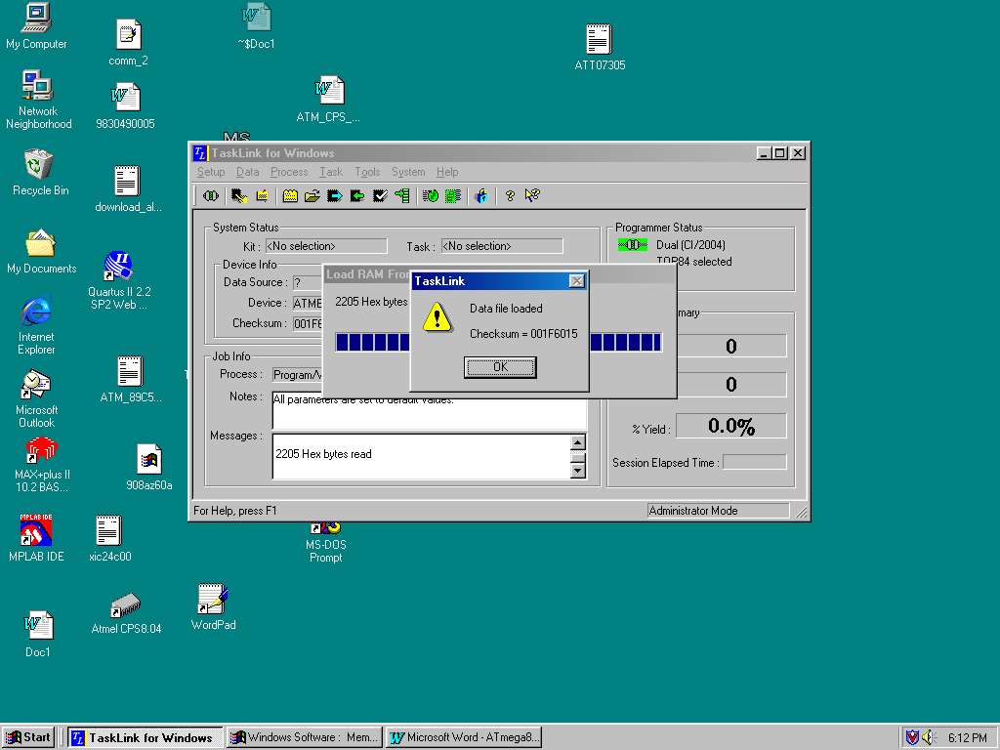 My Computer
Network
Neighborhood
Recycle Bin
My Documents
Internet
Explorer
Microsoft
Outlook
MAX+plus II
10.2 BAS...
MPLAB IDE
MPLAB IDE
Doc1
comm_2
9830490005
download_al...
Quartus II 2.2
SP2 Web ...
ATM_89C5...
908az60a
xic24c00
Atmel CPS8.04
WordPad
~$Doc1
ATM_CPS_...
MS
ATT07305
MS-DOS
Prompt
TaskLink for Windows
Setup Data Process Task Tools System Help
System Status
Kit : <No selection> Task : <No selection>
Device Info
Data Source : ?
Device : ATME
Checksum : 001F6
Job Info
Process : Program/V
Notes : All parameters are set to default values.
Messages :
2205 Hex bytes read
Programmer Status
Dual (CI/2004)
TOP84 selected
mary
0
0
% Yield : 0.0%
Session Elapsed Time :
For Help, press F1
Administrator Mode
Load RAM Fro
2205 Hex bytes
TaskLink
Data file loaded
Checksum = 001F6015
OK
Start
TaskLink for Windows
Windows Software : Mem...
Microsoft Word - ATmega8...
6:12 PM